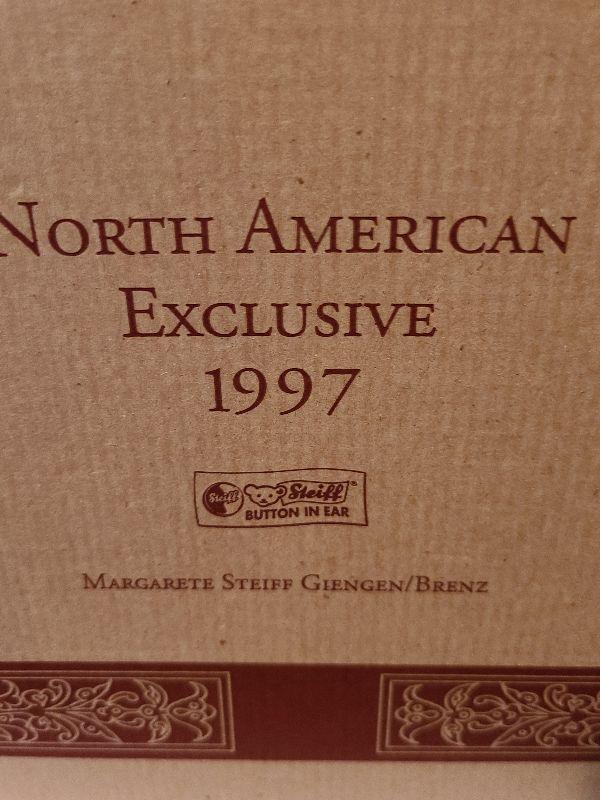 North American
Exclusive
1997
Steiff Steiff®
BUTTON IN EAR
Margarete Steiff Giengen/Brenz